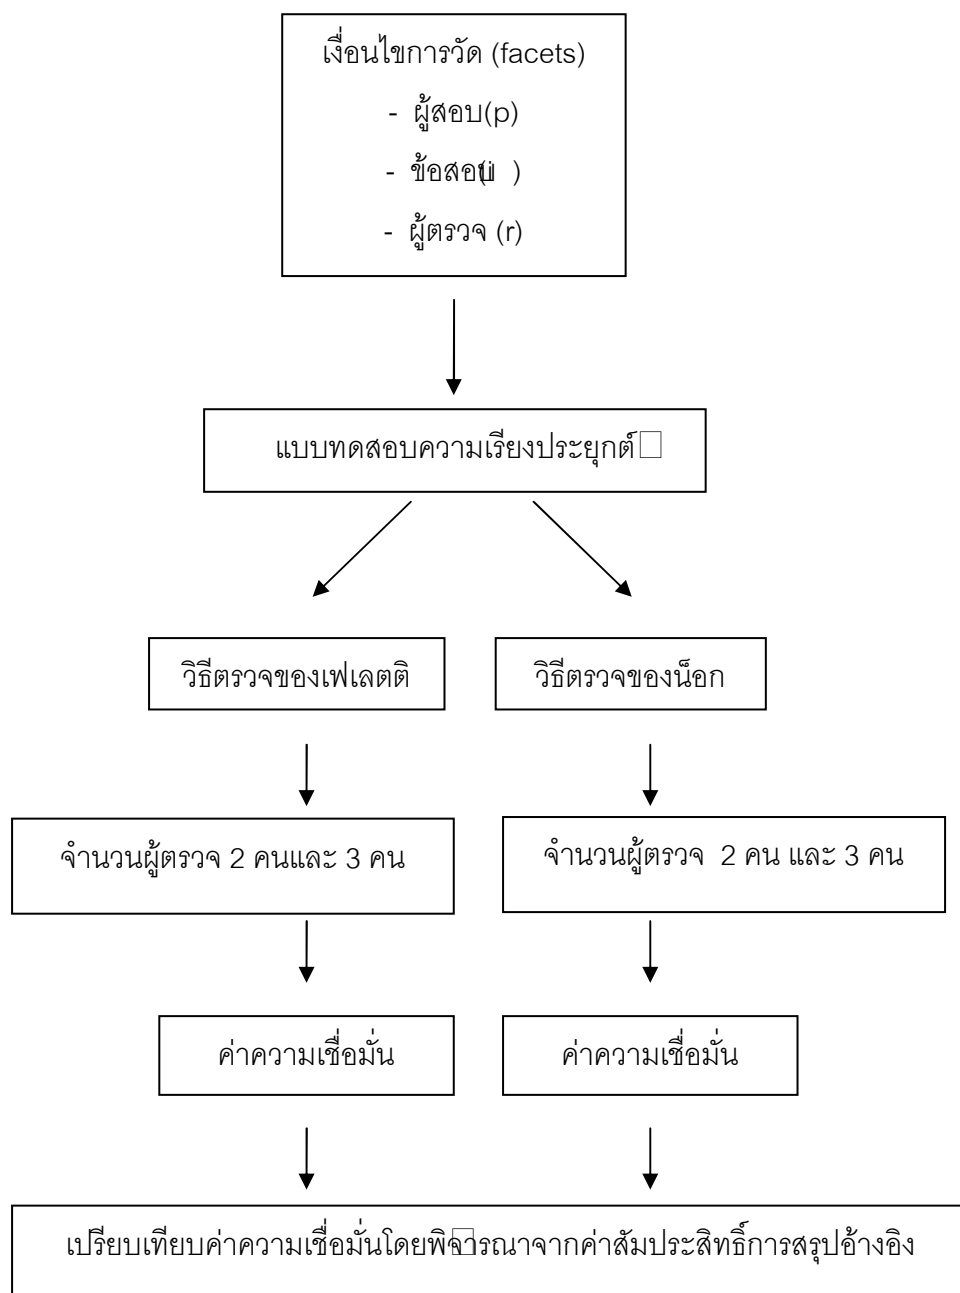 เงื่อนไขการวัด (facets)
- ผู้สอบ(p)
- ข้อสอบ(i )
- ผู้ตรวจ (r)
แบบทดสอบความเรียงประยุกต์
วิธีตรวจของเฟเลตติ
วิธีตรวจของน็อก
จำนวนผู้ตรวจ 2 คนและ 3 คน
จำนวนผู้ตรวจ 2 คน และ 3 คน
ค่าความเชื่อมั่น
ค่าความเชื่อมั่น
เปรียบเทียบค่าความเชื่อมั่นโดยพิจารณาจากค่าสัมประสิทธิ์การสรุปอ้างอิง